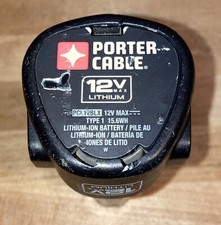 PORTER
CABLE®
12V
MAX
LITHIUM
12V MAX
TYPE 1 15.6WH
LITHIUM-ION BATTERY / PILE AU
LITHIUM-ION / BATERÍA DE
IONES DE LITIO